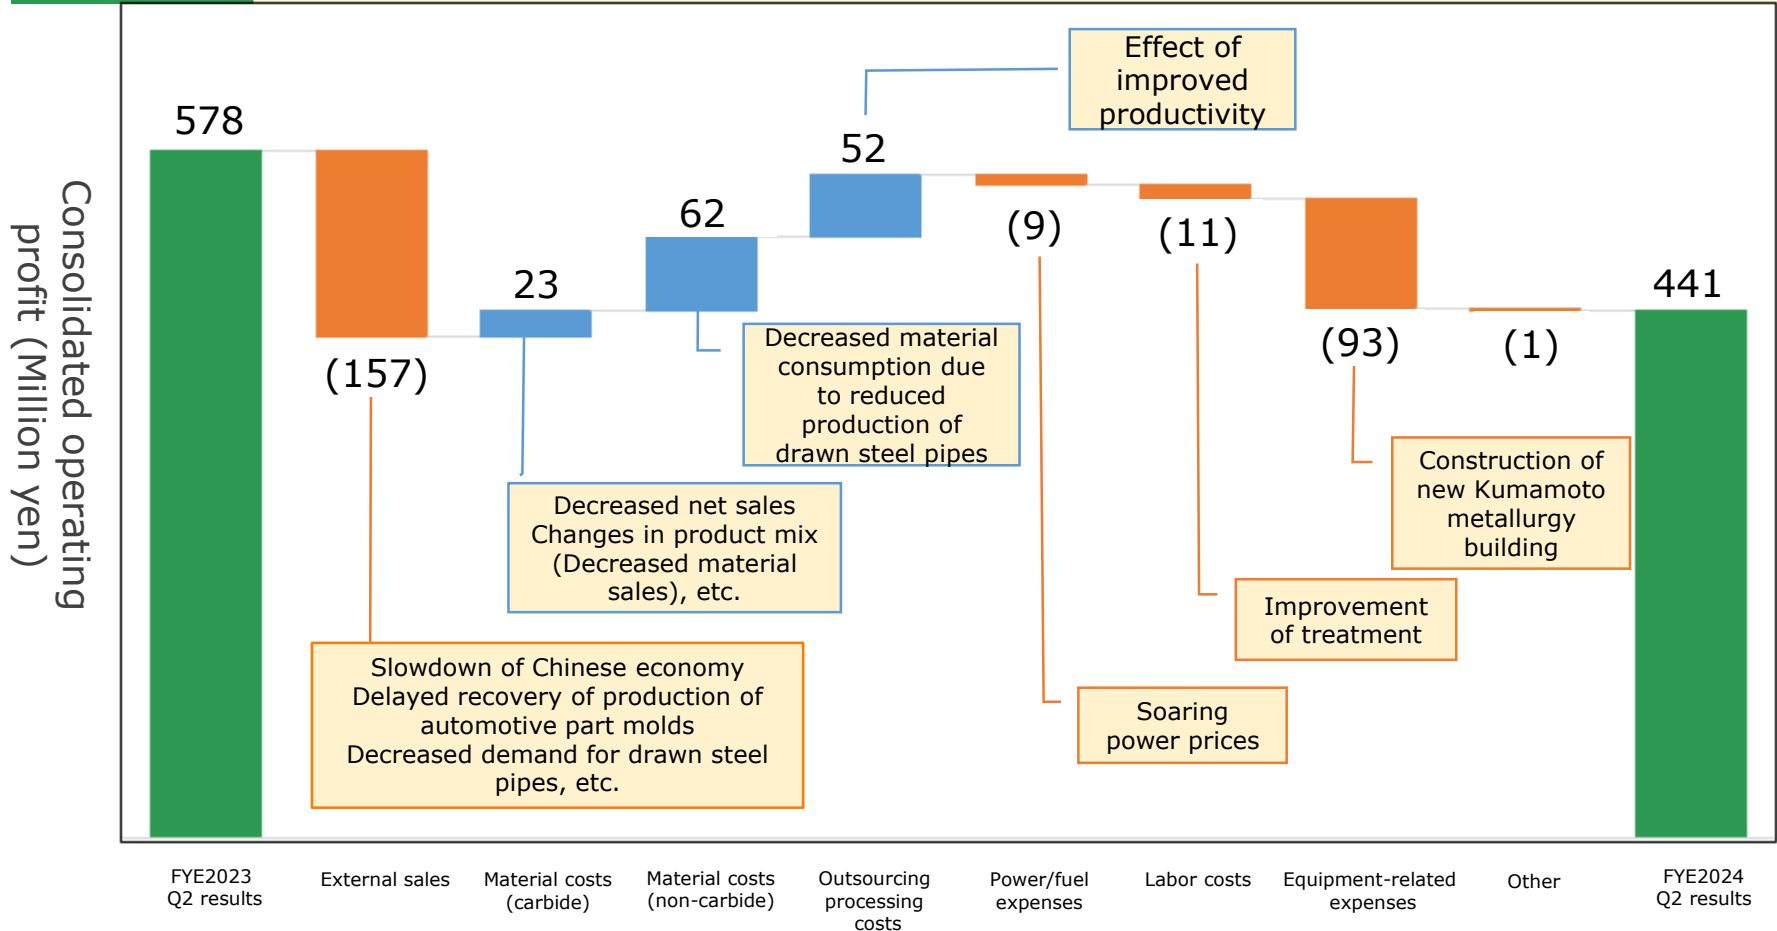 Consolidated operating
profit (Million yen)
578
(157)
23
62
52
(9)
(11)
(93)
(1)
441
Effect of
improved
productivity
Decreased material
consumption due
to reduced
production of
drawn steel pipes
Decreased net sales
Changes in product mix
(Decreased material
sales), etc.
Slowdown of Chinese economy
Delayed recovery of production of
automotive part molds
Decreased demand for drawn steel
pipes, etc.
Construction of
new Kumamoto
metallurgy
building
Improvement
of treatment
Soaring
power prices
FYE2023
Q2 results
External sales
Material costs
(carbide)
Material costs
(non-carbide)
Outsourcing
processing
costs
Power/fuel
expenses
Labor costs
Equipment-related
expenses
Other
FYE2024
Q2 results